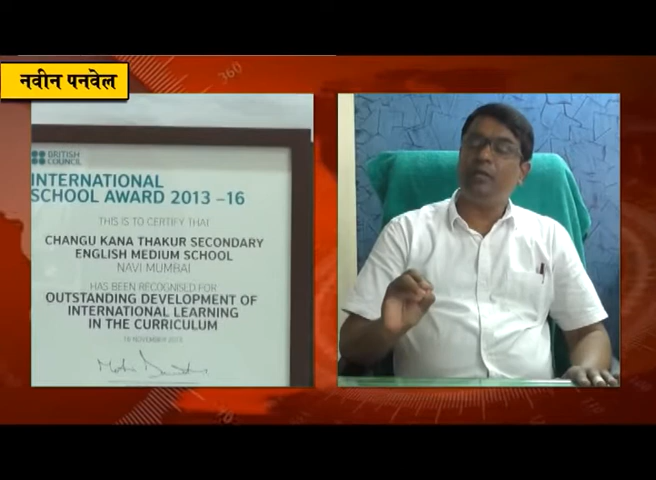 नवीन पनवेल
BRITISH
COUNCIL
INTERNATIONAL
SCHOOL AWARD 2013 -16
THIS IS TO CERTIFY THAT
CHANGU KANA THAKUR SECONDARY
ENGLISH MEDIUM SCHOOL
NAVI MUMBAI
HAS BEEN RECOGNISED FOR
OUTSTANDING DEVELOPMENT OF
INTERNATIONAL LEARNING
IN THE CURRICULUM